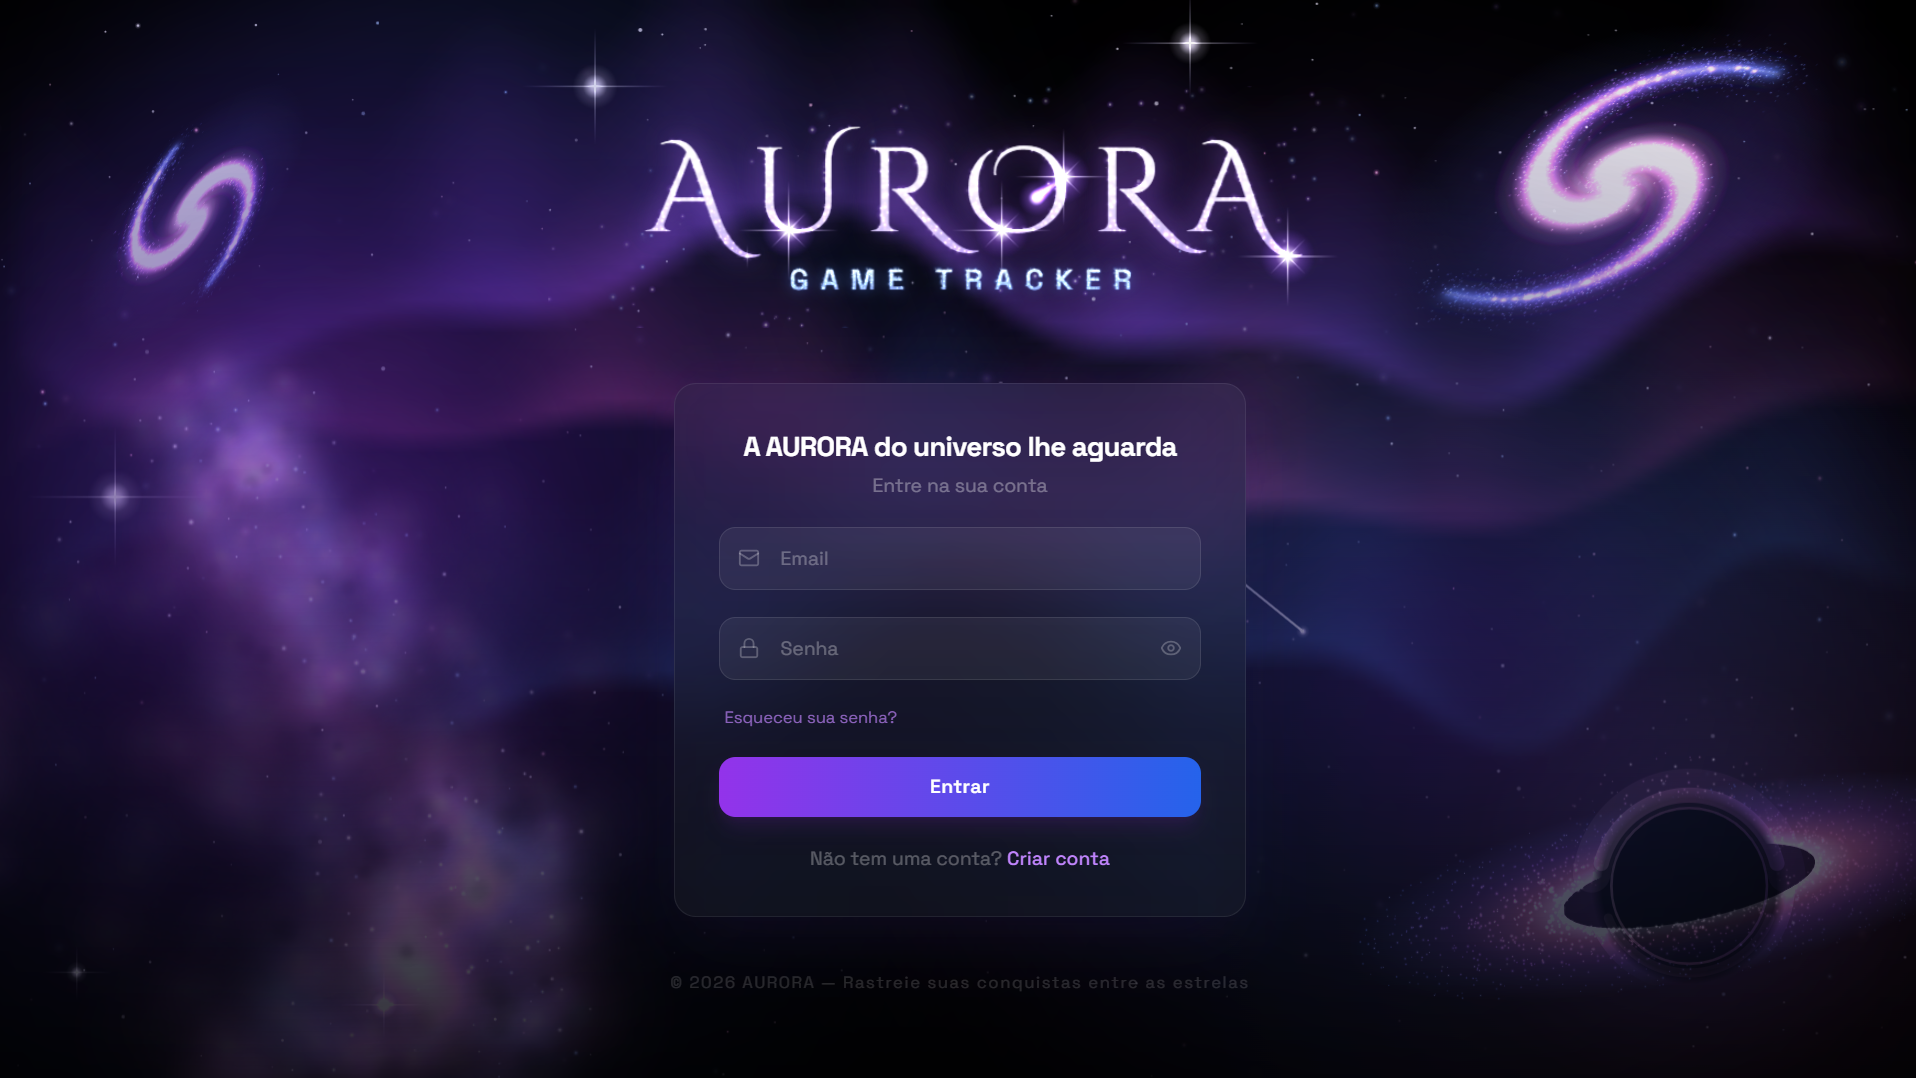 AURORA
GAME TRACKER
A AURORA do universo lhe aguarda
Entre na sua conta
Email
Senha
Esqueceu sua senha?
Entrar
Não tem uma conta? Criar conta
© 2026 AURORA — Rastreie suas conquistas entre as estrelas